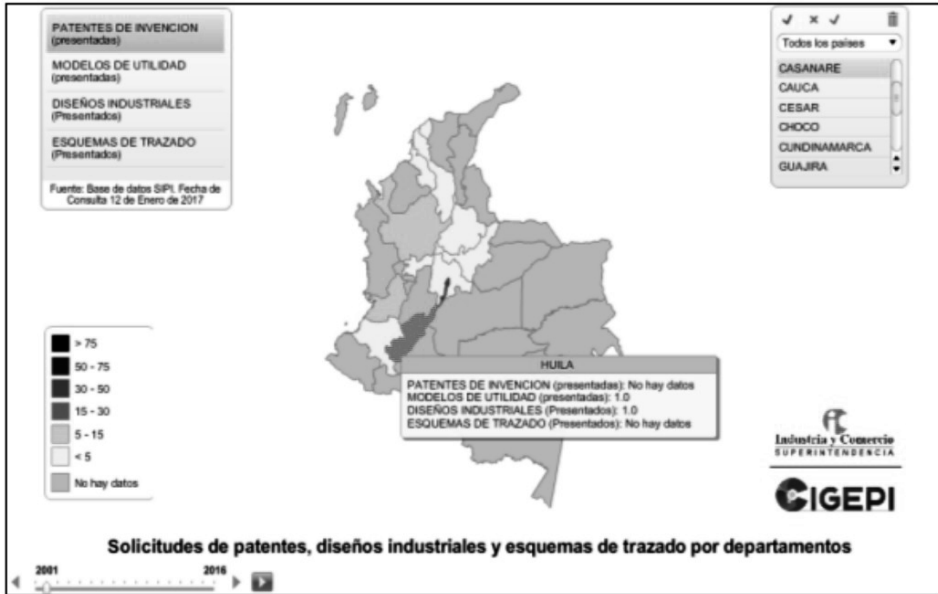 PATENTES DE INVENCION
(presentadas)
MODELOS DE UTILIDAD
(presentadas)
DISEÑOS INDUSTRIALES
(Presentados)
ESQUEMAS DE TRAZADO
(Presentados)
Fuente: Base de datos SIPI. Fecha de
Consulta 12 de Enero de 2017
Todos los países
CASANARE
CAUCA
CESAR
CHOCO
CUNDINAMARCA
GUAJIRA
> 75
50 - 75
30 - 50
15 - 30
5 - 15
< 5
No hay datos
HUILA
PATENTES DE INVENCION (presentadas): No hay datos
MODELOS DE UTILIDAD (presentadas): 1.0
DISEÑOS INDUSTRIALES (Presentados): 1.0
ESQUEMAS DE TRAZADO (Presentados): No hay datos
Industria y Comercio
SUPERINTENDENCIA
CIGEPI
Solicitudes de patentes, diseños industriales y esquemas de trazado por departamentos
2001 2016